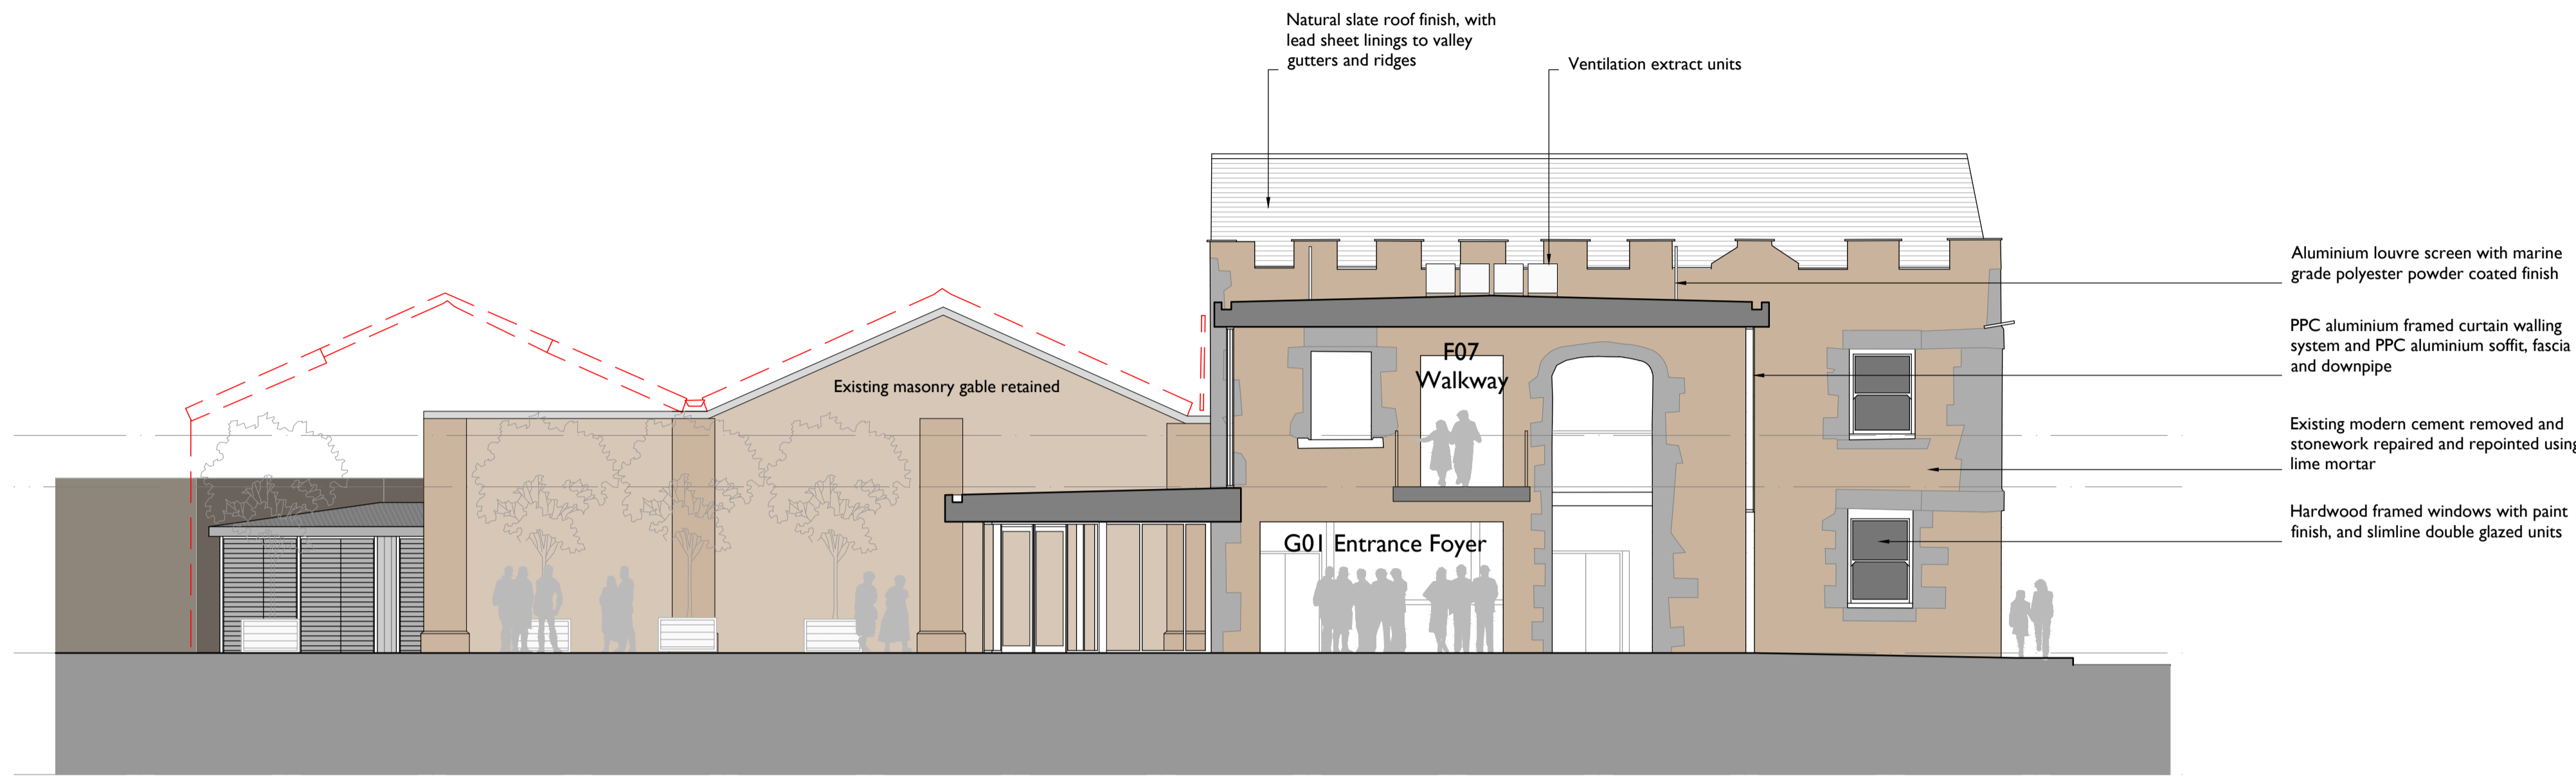 Natural slate roof finish, with
lead sheet linings to valley
gutters and ridges
Ventilation extract units
Aluminium louvre screen with marine
grade polyester powder coated finish
PPC aluminium framed curtain walling
system and PPC aluminium soffit, fascia
and downpipe
Existing modern cement removed and
stonework repaired and repointed using
lime mortar
Hardwood framed windows with paint
finish, and slimline double glazed units
Existing masonry gable retained
F07
Walkway
G01 Entrance Foyer